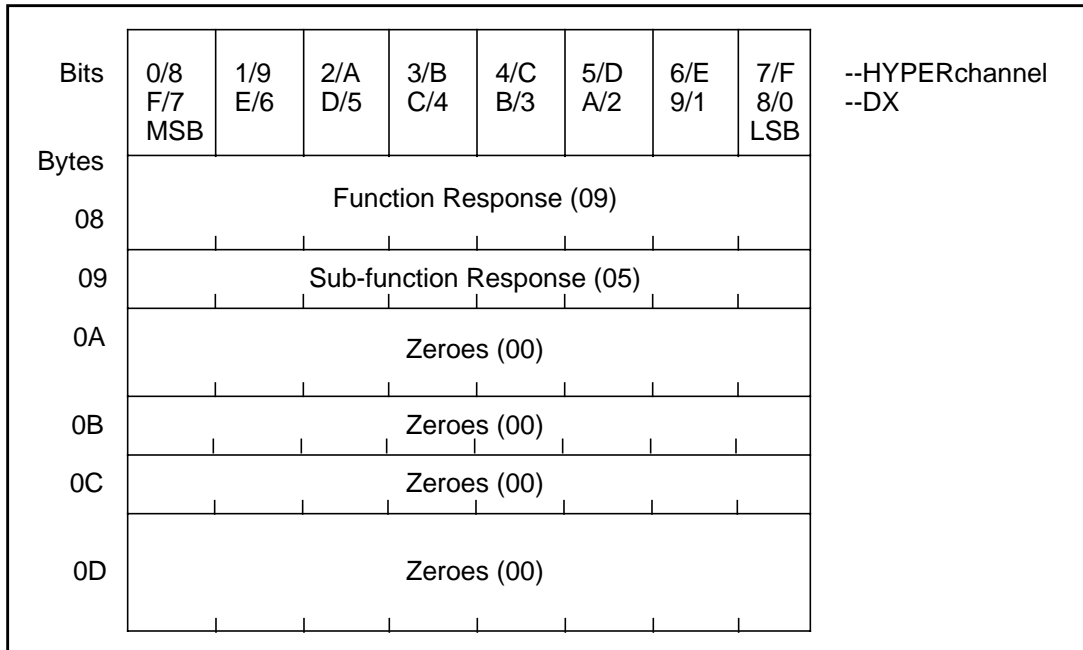 Bits 0/8 1/9 2/A 3/B 4/C 5/D 6/E 7/F --HYPERchannel
F/7 E/6 D/5 C/4 B/3 A/2 9/1 8/0 --DX
MSB LSB
Bytes
Function Response (09)
08
09 Sub-function Response (05)
0A
Zeroes (00)
0B Zeroes (00)
0C Zeroes (00)
0D Zeroes (00)